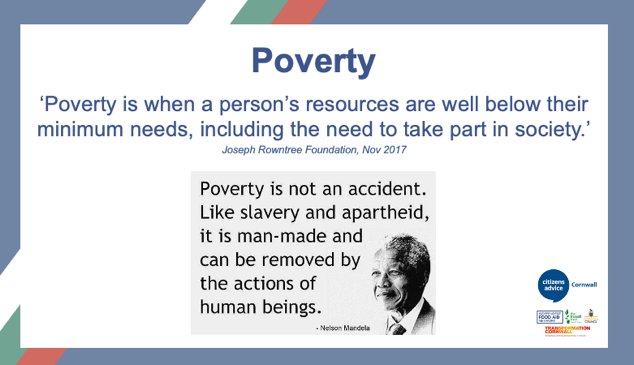 Poverty
‘Poverty is when a person’s resources are well below their
minimum needs, including the need to take part in society.’
Joseph Rowntree Foundation, Nov 2017
Poverty is not an accident.
Like slavery and apartheid,
it is man-made and
can be removed by
the actions of
human beings.
- Nelson Mandela
citizens
advice
Cornwall
FOOD AID
TRANSFORMATION
CORNWALL